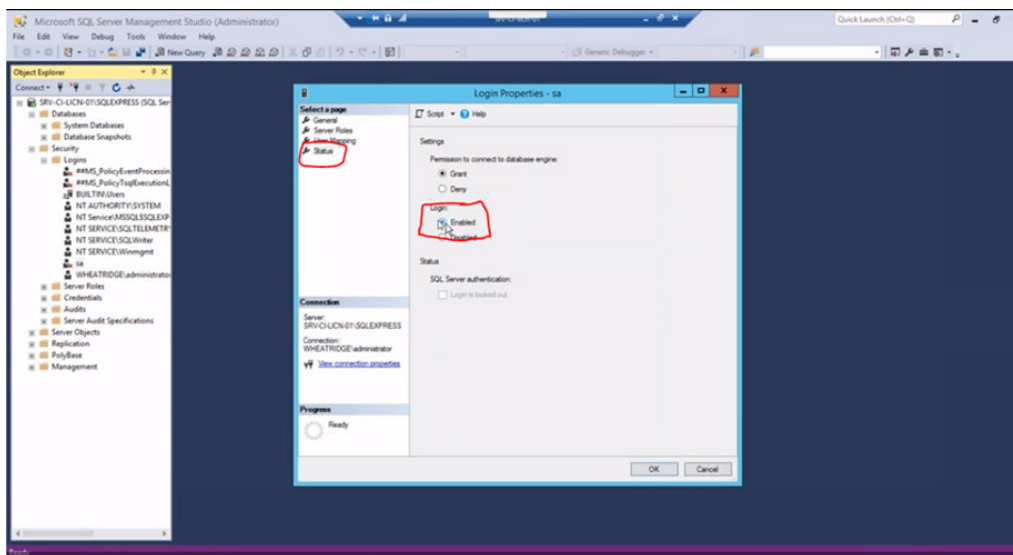 Microsoft SQL Server Management Studio (Administrator)
Quick Launch (Ctrl+Q)
File Edit View Debug Tools Window Help
New Query
Generic Debugger
Object Explorer
Connect
SRV-CI-LICN-01\SQLEXPRESS (SQL Ser
Databases
System Databases
Database Snapshots
Security
Logins
##MS_PolicyEventProcessin
##MS_PolicyTsqlExecutionL
BUILTIN\Users
NT AUTHORITY\SYSTEM
NT Service\MSSQL$SQLEXP
NT SERVICE\SQLTELEMETR
NT SERVICE\SQLWriter
NT SERVICE\Winmgmt
sa
WHEATRIDGE\administrato
Server Roles
Credentials
Audits
Server Audit Specifications
Server Objects
Replication
PolyBase
Management
Login Properties - sa
Select a page
General
Server Roles
User Mapping
Status
Script Help
Settings
Permission to connect to database engine:
Grant
Deny
Login:
Enabled
Disabled
Status
SQL Server authentication:
Login is locked out
Connection
Server:
SRV-CI-LICN-01\SQLEXPRESS
Connection:
WHEATRIDGE\administrator
View connection properties
Progress
Ready
OK Cancel
Ready